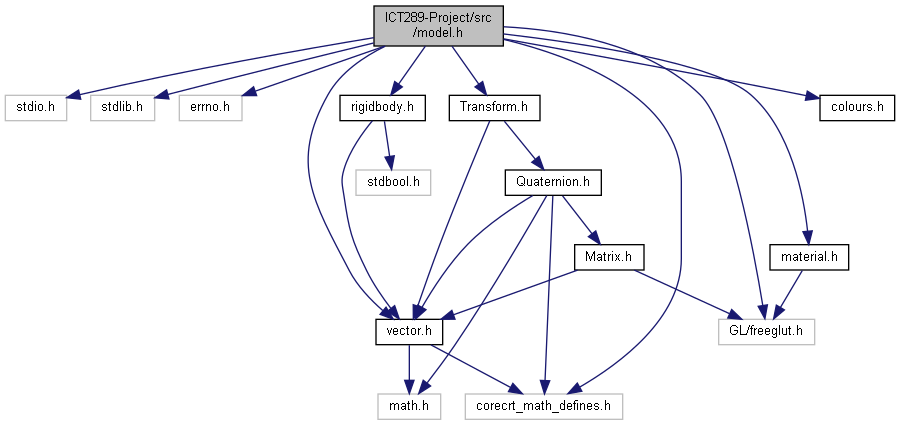 ICT289-Project/src
/model.h
stdio.h
stdlib.h
errno.h
rigidbody.h
Transform.h
colours.h
stdbool.h
Quaternion.h
Matrix.h
material.h
vector.h
GL/freeglut.h
math.h
corecrt_math_defines.h